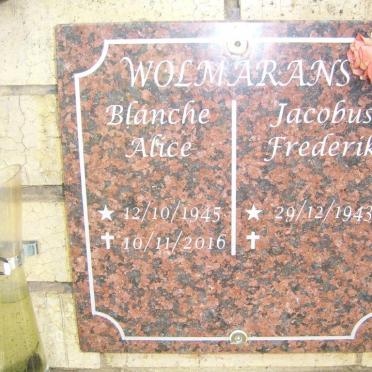 WOLMARANS
Blanche
Alice
★ 12/10/1945
✝ 10/11/2016
Jacobus
Frederik
★ 29/12/1943
✝